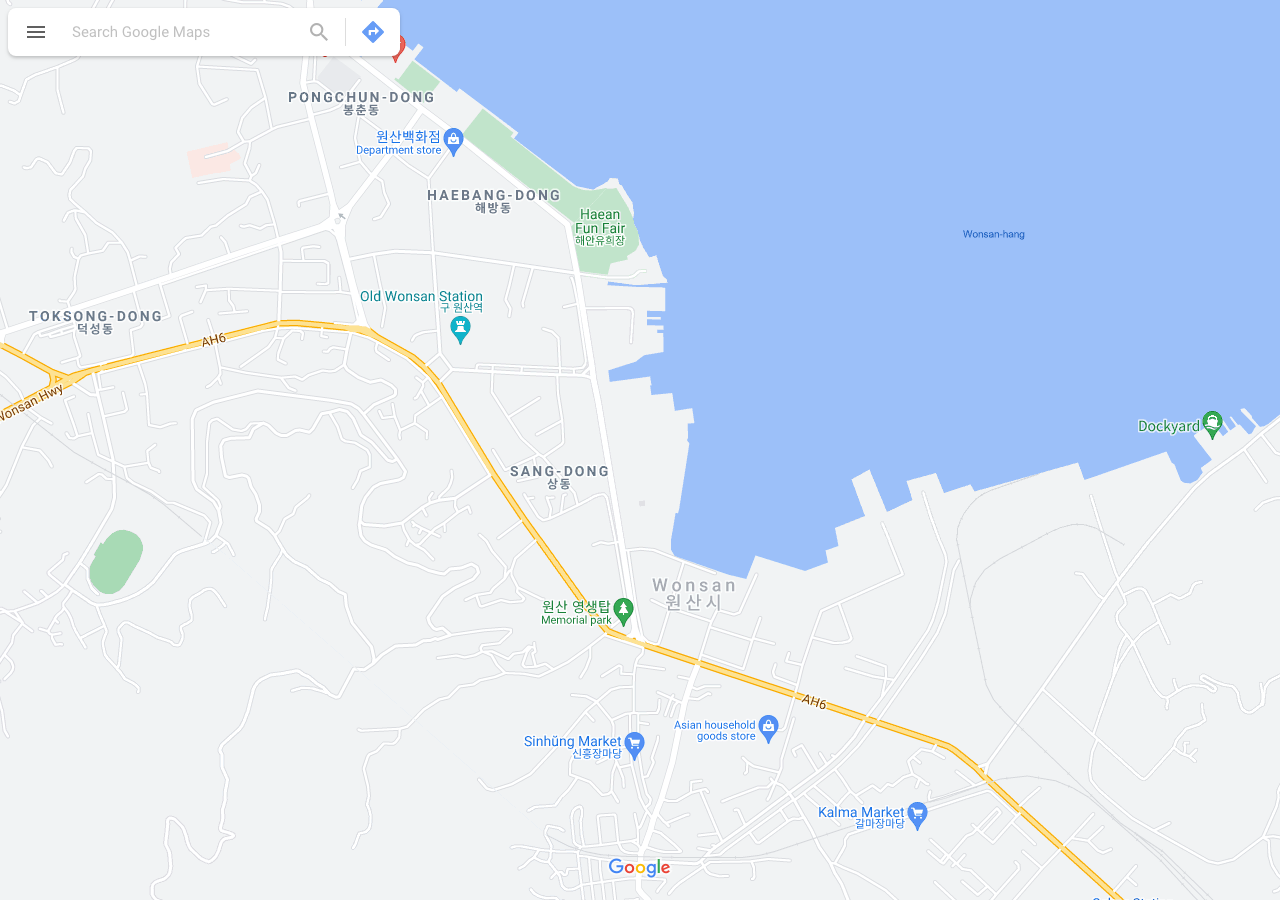 Search Google Maps
PONGCHUN-DONG
봉춘동
원산백화점
Department store
HAEBANG-DONG
해방동
Haean
Fun Fair
해안유희장
Wonsan-hang
Old Wonsan Station
구 원산역
TOKSONG-DONG
덕성동
AH6
Wonsan Hwy
Dockyard
SANG-DONG
상동
Wonsan
원산시
원산 영생탑
Memorial park
AH6
Asian household
goods store
Sinhŭng Market
신흥장마당
Kalma Market
갈마장마당
Google